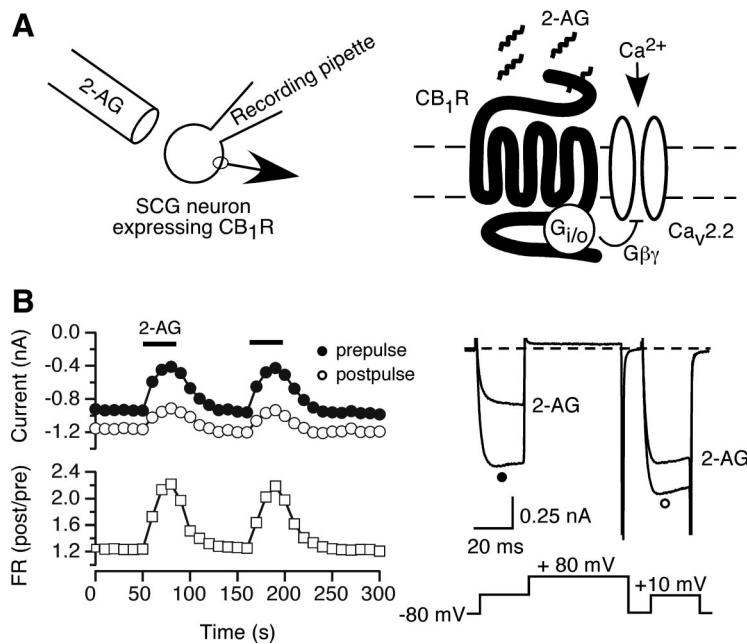 A
2-AG
Recording pipette
SCG neuron
expressing CB₁R
2-AG
Ca²⁺
CB₁R
Gi/o
Gβγ
Caᵥ2.2
B
Current (nA)
0.0
-0.4
-0.8
-1.2
2-AG
prepulse
postpulse
FR (post/pre)
2.4
2.0
1.6
1.2
0 50 100 150 200 250 300
Time (s)
2-AG
2-AG
0.25 nA
20 ms
+ 80 mV
+10 mV
-80 mV